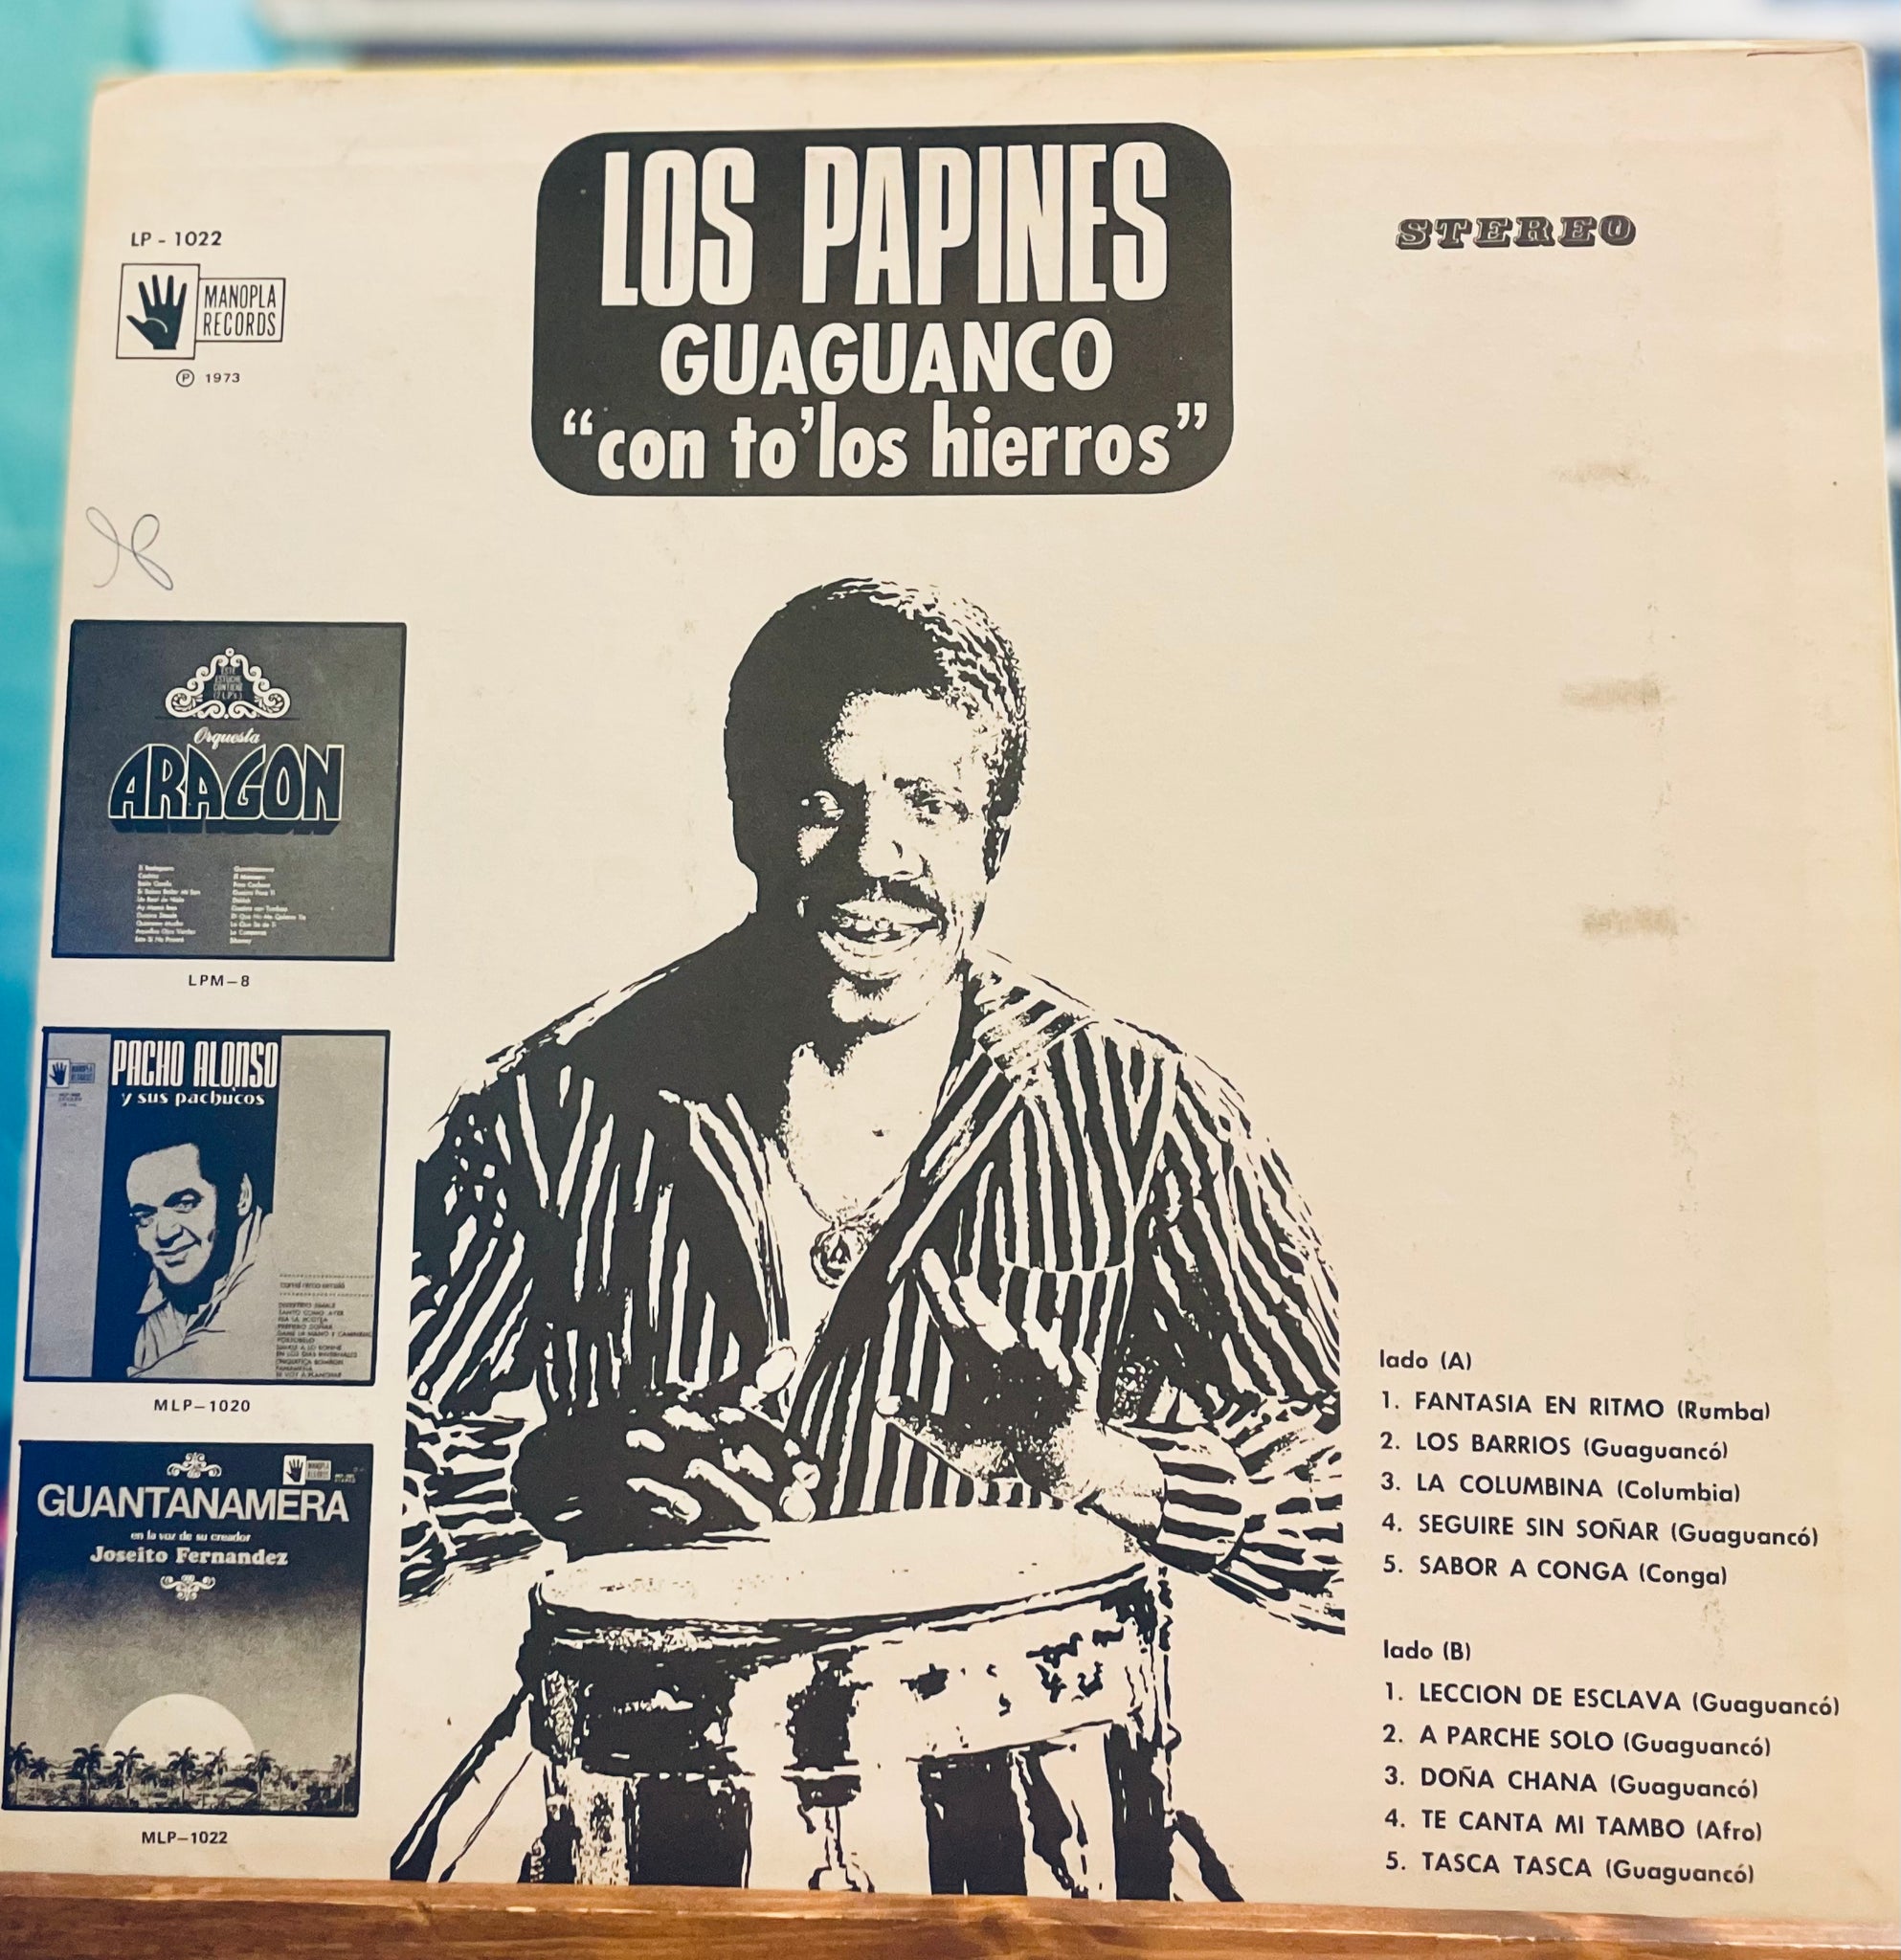 LOS PAPINES
GUAGUANCO
“con to’los hierros”
STEREO
LP - 1022
MANOPLA
RECORDS
Ⓟ 1973
ESTE
ESTUCHE
CONTIENE
Orquesta
ARAGON
LPM–8
PACHO ALONSO
y sus pachucos
MLP–1020
GUANTANAMERA
en la voz de su creador
Joseito Fernandez
MLP–1022
lado (A)
1. FANTASIA EN RITMO (Rumba)
2. LOS BARRIOS (Guaguancó)
3. LA COLUMBINA (Columbia)
4. SEGUIRE SIN SOÑAR (Guaguancó)
5. SABOR A CONGA (Conga)
lado (B)
1. LECCION DE ESCLAVA (Guaguancó)
2. A PARCHE SOLO (Guaguancó)
3. DOÑA CHANA (Guaguancó)
4. TE CANTA MI TAMBO (Afro)
5. TASCA TASCA (Guaguancó)